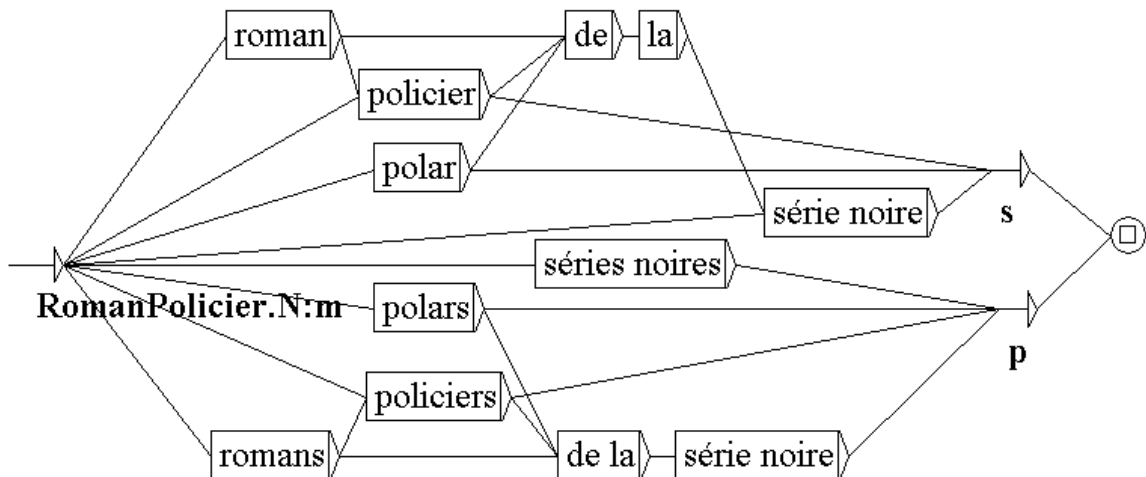 roman de la
policier
polar
série noire
s
séries noires
RomanPolicier.N:m
polars
p
policiers
romans de la série noire